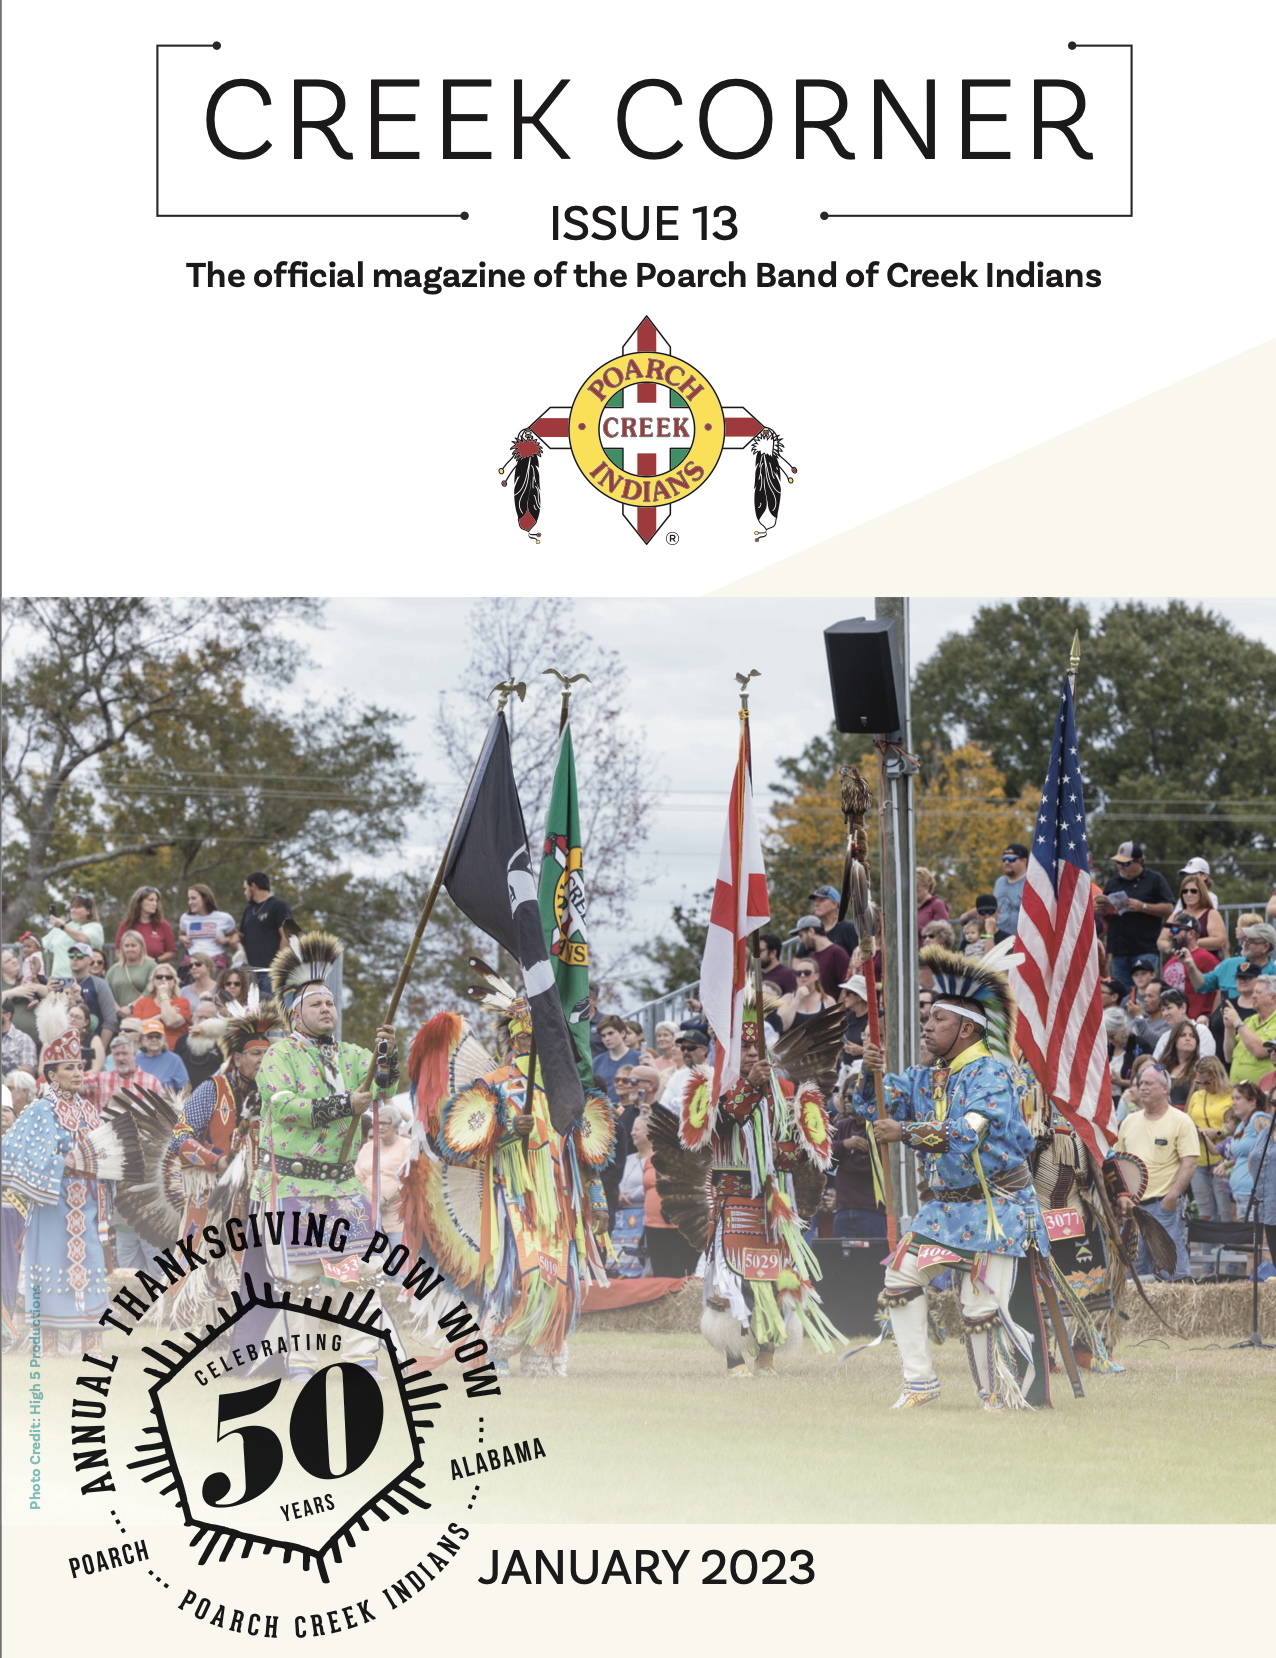 CREEK CORNER
ISSUE 13
The official magazine of the Poarch Band of Creek Indians
POARCH
CREEK
INDIANS
®
5029
3077
Photo Credit: High 5 Productions
ANNUAL THANKSGIVING POW WOW
CELEBRATING
50
YEARS
ALABAMA
POARCH
POARCH CREEK INDIANS
JANUARY 2023